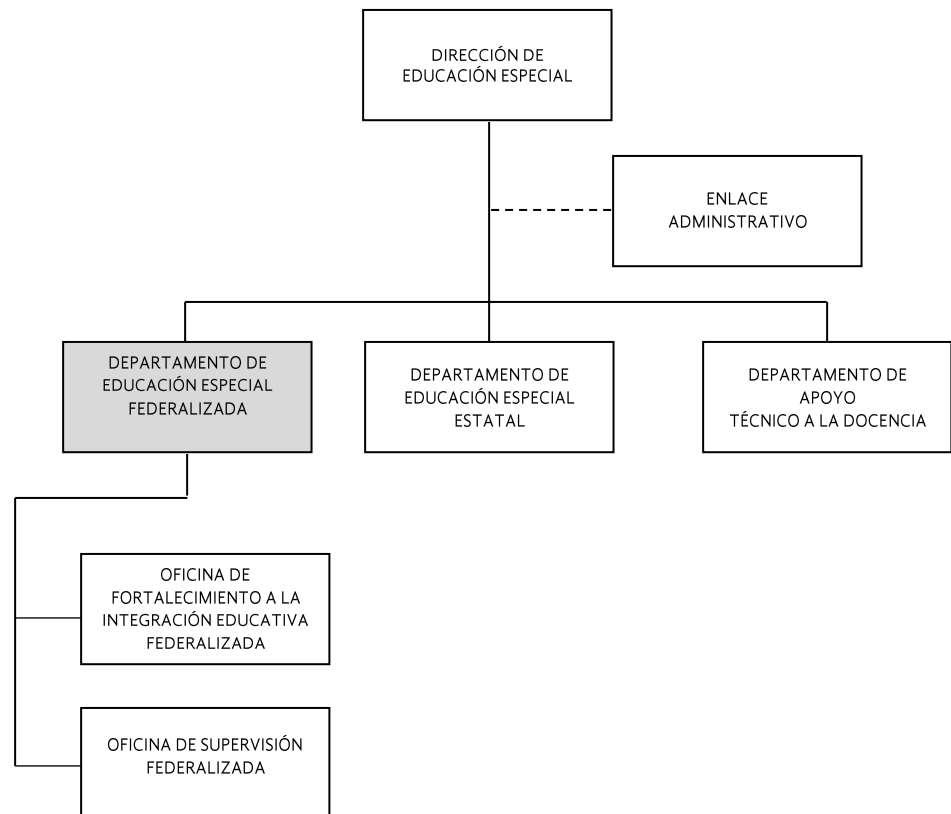 DIRECCIÓN DE
EDUCACIÓN ESPECIAL
ENLACE
ADMINISTRATIVO
DEPARTAMENTO DE
EDUCACIÓN ESPECIAL
FEDERALIZADA
DEPARTAMENTO DE
EDUCACIÓN ESPECIAL
ESTATAL
DEPARTAMENTO DE
APOYO
TÉCNICO A LA DOCENCIA
OFICINA DE
FORTALECIMIENTO A LA
INTEGRACIÓN EDUCATIVA
FEDERALIZADA
OFICINA DE SUPERVISIÓN
FEDERALIZADA